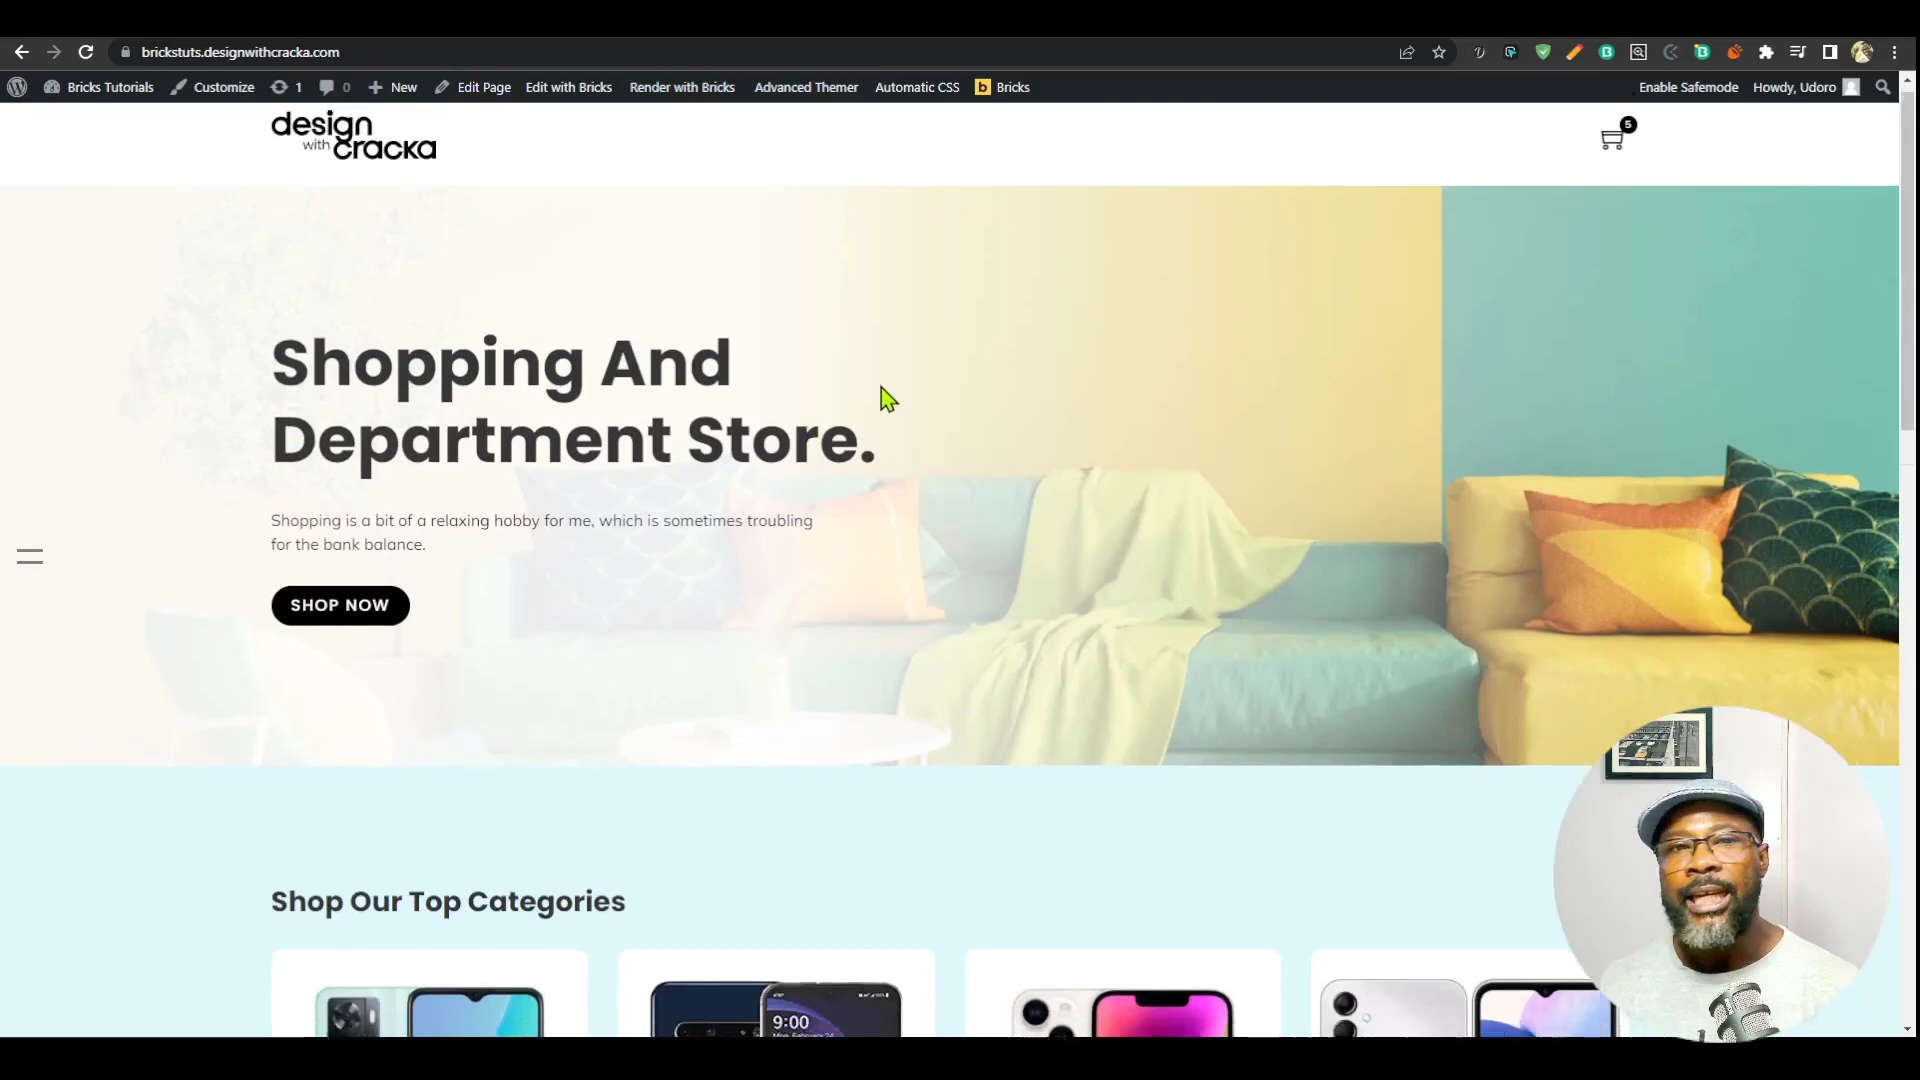 brickstuts.designwithcracka.com
Bricks Tutorials Customize 1 0 New Edit Page Edit with Bricks Render with Bricks Advanced Themer Automatic CSS b Bricks Enable Safemode Howdy, Udoro
design
with cracka
5
Shopping And
Department Store.
Shopping is a bit of a relaxing hobby for me, which is sometimes troubling
for the bank balance.
SHOP NOW
Shop Our Top Categories
9:00